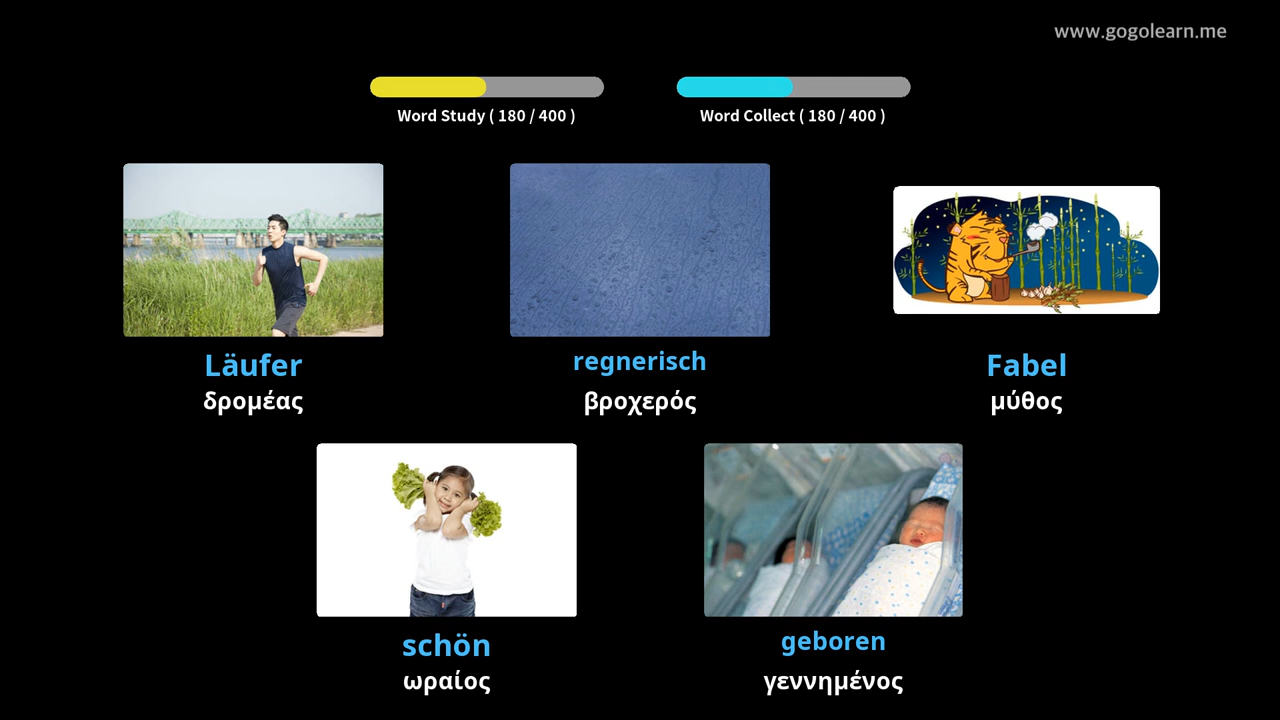 www.gogolearn.me
Word Study ( 180 / 400 )
Word Collect ( 180 / 400 )
Läufer
δρομέας
regnerisch
βροχερός
Fabel
μύθος
schön
ωραίος
geboren
γεννημένος